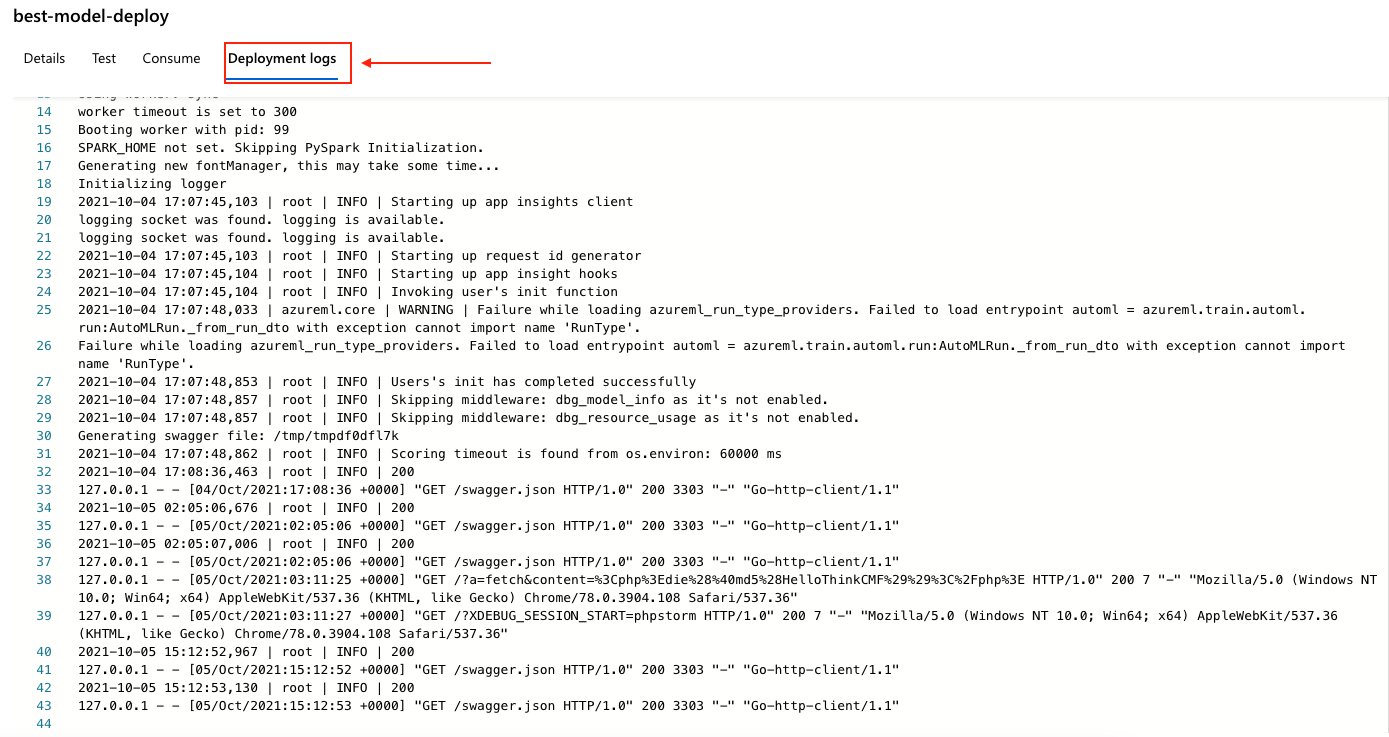 best-model-deploy
Details Test Consume Deployment logs
14 worker timeout is set to 300
15 Booting worker with pid: 99
16 SPARK_HOME not set. Skipping PySpark Initialization.
17 Generating new fontManager, this may take some time...
18 Initializing logger
19 2021-10-04 17:07:45,103 | root | INFO | Starting up app insights client
20 logging socket was found. logging is available.
21 logging socket was found. logging is available.
22 2021-10-04 17:07:45,103 | root | INFO | Starting up request id generator
23 2021-10-04 17:07:45,104 | root | INFO | Starting up app insight hooks
24 2021-10-04 17:07:45,104 | root | INFO | Invoking user's init function
25 2021-10-04 17:07:48,033 | azureml.core | WARNING | Failure while loading azureml_run_type_providers. Failed to load entrypoint automl = azureml.train.automl.
run:AutoMLRun._from_run_dto with exception cannot import name 'RunType'.
26 Failure while loading azureml_run_type_providers. Failed to load entrypoint automl = azureml.train.automl.run:AutoMLRun._from_run_dto with exception cannot import
name 'RunType'.
27 2021-10-04 17:07:48,853 | root | INFO | Users's init has completed successfully
28 2021-10-04 17:07:48,857 | root | INFO | Skipping middleware: dbg_model_info as it's not enabled.
29 2021-10-04 17:07:48,857 | root | INFO | Skipping middleware: dbg_resource_usage as it's not enabled.
30 Generating swagger file: /tmp/tmpdf0dfl7k
31 2021-10-04 17:07:48,862 | root | INFO | Scoring timeout is found from os.environ: 60000 ms
32 2021-10-04 17:08:36,463 | root | INFO | 200
33 127.0.0.1 - - [04/Oct/2021:17:08:36 +0000] "GET /swagger.json HTTP/1.0" 200 3303 "-" "Go-http-client/1.1"
34 2021-10-05 02:05:06,676 | root | INFO | 200
35 127.0.0.1 - - [05/Oct/2021:02:05:06 +0000] "GET /swagger.json HTTP/1.0" 200 3303 "-" "Go-http-client/1.1"
36 2021-10-05 02:05:07,006 | root | INFO | 200
37 127.0.0.1 - - [05/Oct/2021:02:05:06 +0000] "GET /swagger.json HTTP/1.0" 200 3303 "-" "Go-http-client/1.1"
38 127.0.0.1 - - [05/Oct/2021:03:11:25 +0000] "GET /?a=fetch&content=%3Cphp%3Edie%28%40md5%28HelloThinkCMF%29%29%3C%2Fphp%3E HTTP/1.0" 200 7 "-" "Mozilla/5.0 (Windows NT
10.0; Win64; x64) AppleWebKit/537.36 (KHTML, like Gecko) Chrome/78.0.3904.108 Safari/537.36"
39 127.0.0.1 - - [05/Oct/2021:03:11:27 +0000] "GET /?XDEBUG_SESSION_START=phpstorm HTTP/1.0" 200 7 "-" "Mozilla/5.0 (Windows NT 10.0; Win64; x64) AppleWebKit/537.36
(KHTML, like Gecko) Chrome/78.0.3904.108 Safari/537.36"
40 2021-10-05 15:12:52,967 | root | INFO | 200
41 127.0.0.1 - - [05/Oct/2021:15:12:52 +0000] "GET /swagger.json HTTP/1.0" 200 3303 "-" "Go-http-client/1.1"
42 2021-10-05 15:12:53,130 | root | INFO | 200
43 127.0.0.1 - - [05/Oct/2021:15:12:53 +0000] "GET /swagger.json HTTP/1.0" 200 3303 "-" "Go-http-client/1.1"
44